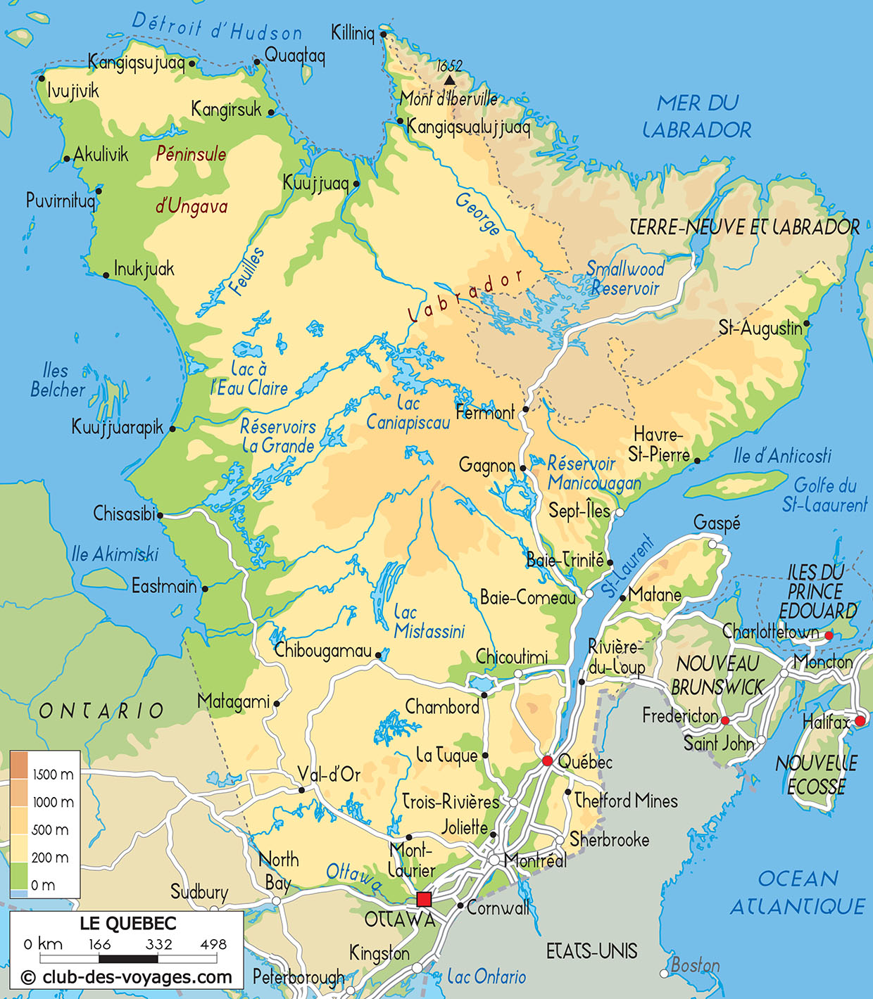 Détroit d'Hudson
Killiniq
Kangiqsujuaq
Quaqtaq
1652
Mont d'Iberville
Ivujivik
Kangirsuk
Kangiqsualujjuaq
MER DU
LABRADOR
Akulivik
Péninsule
d'Ungava
Kuujjuaq
Puvirnituq
George
TERRE-NEUVE ET LABRADOR
Inukjuak
Feuilles
Labrador
Smallwood
Reservoir
St-Augustin
Iles
Belcher
Lac à
l'Eau Claire
Lac
Caniapiscau
Fermont
Kuujjuarapik
Réservoirs
La Grande
Havre-
St-Pierre
Ile d'Anticosti
Gagnon
Réservoir
Manicouagan
Golfe du
St-Laaurent
Chisasibi
Sept-Îles
Gaspé
Ile Akimiski
Baie-Trinité
St-Laurent
Eastmain
Baie-Comeau
Matane
ILES DU
PRINCE
EDOUARD
Lac
Mistassini
Charlottetown
Chibougamau
Chicoutimi
Rivière-
du-Loup
NOUVEAU
BRUNSWICK
Moncton
ONTARIO
Matagami
Chambord
Fredericton
Halifax
Saint John
La Tuque
Québec
NOUVELLE
ECOSSE
1500 m
1000 m
500 m
200 m
0 m
Val-d'Or
Trois-Rivières
Thetford Mines
Joliette
Sherbrooke
Mont-
Laurier
Montréal
North
Bay
Ottawa
Sudbury
OTTAWA
Cornwall
OCEAN
ATLANTIQUE
LE QUEBEC
0 km 166 332 498
© club-des-voyages.com
Kingston
ETATS-UNIS
Peterborough
Lac Ontario
Boston